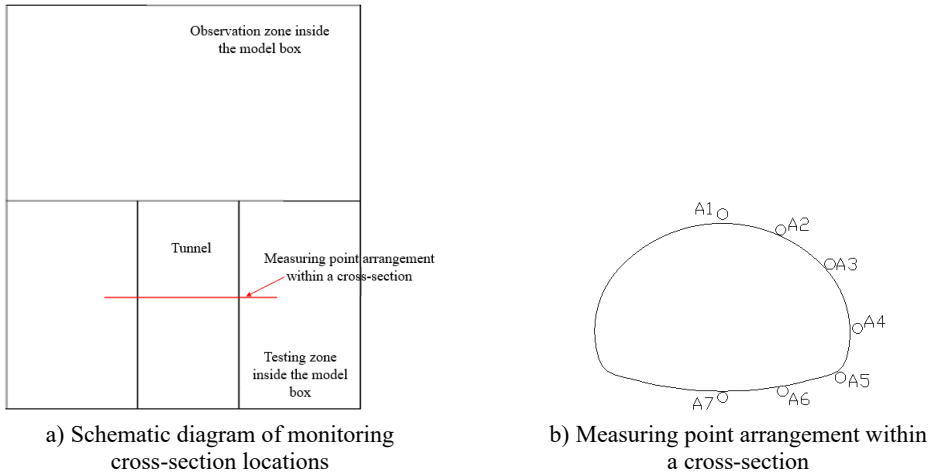 Observation zone inside
the model box
Tunnel
Measuring point arrangement
within a cross-section
Testing zone
inside the model
box
a) Schematic diagram of monitoring
cross-section locations
A1
A2
A3
A4
A5
A6
A7
b) Measuring point arrangement within
a cross-section